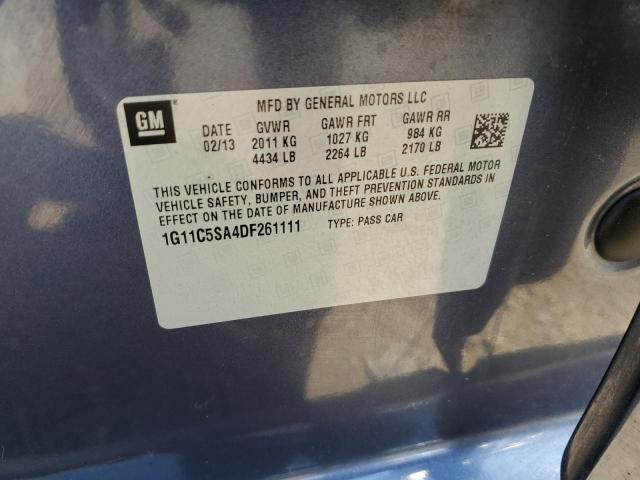 GM
MFD BY GENERAL MOTORS LLC
DATE GVWR GAWR FRT GAWR RR
02/13 2011 KG 1027 KG 984 KG
4434 LB 2264 LB 2170 LB
THIS VEHICLE CONFORMS TO ALL APPLICABLE U.S. FEDERAL MOTOR
VEHICLE SAFETY, BUMPER, AND THEFT PREVENTION STANDARDS IN
EFFECT ON THE DATE OF MANUFACTURE SHOWN ABOVE.
1G11C5SA4DF261111 TYPE: PASS CAR